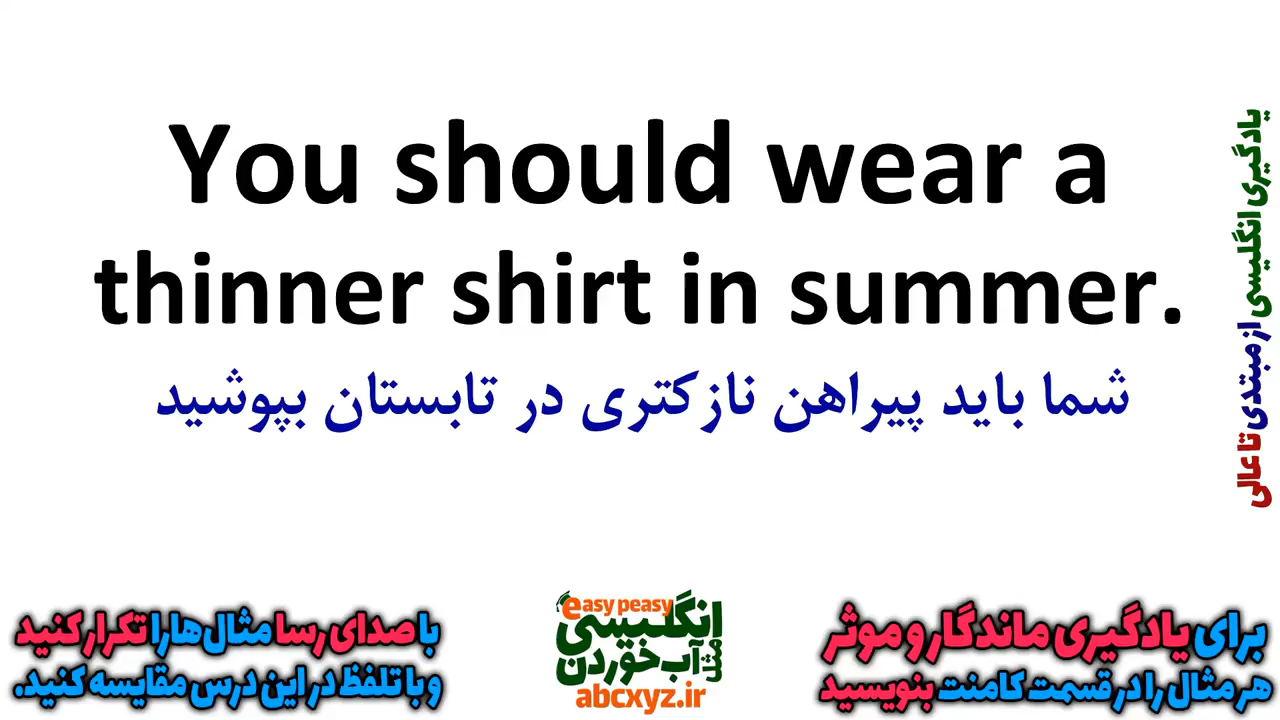 You should wear a
thinner shirt in summer.
شما باید پیراهن نازکتری در تابستان بپوشید
یادگیری انگلیسی از مبتدی تا عالی
برای یادگیری ماندگار و موثر
هر مثال را در قسمت کامنت بنویسید
easy peasy
انگلیسی
مثل
آب خوردن
abcxyz.ir
با صدای رسا مثال‌ها را تکرار کنید
و با تلفظ در این درس مقایسه کنید.